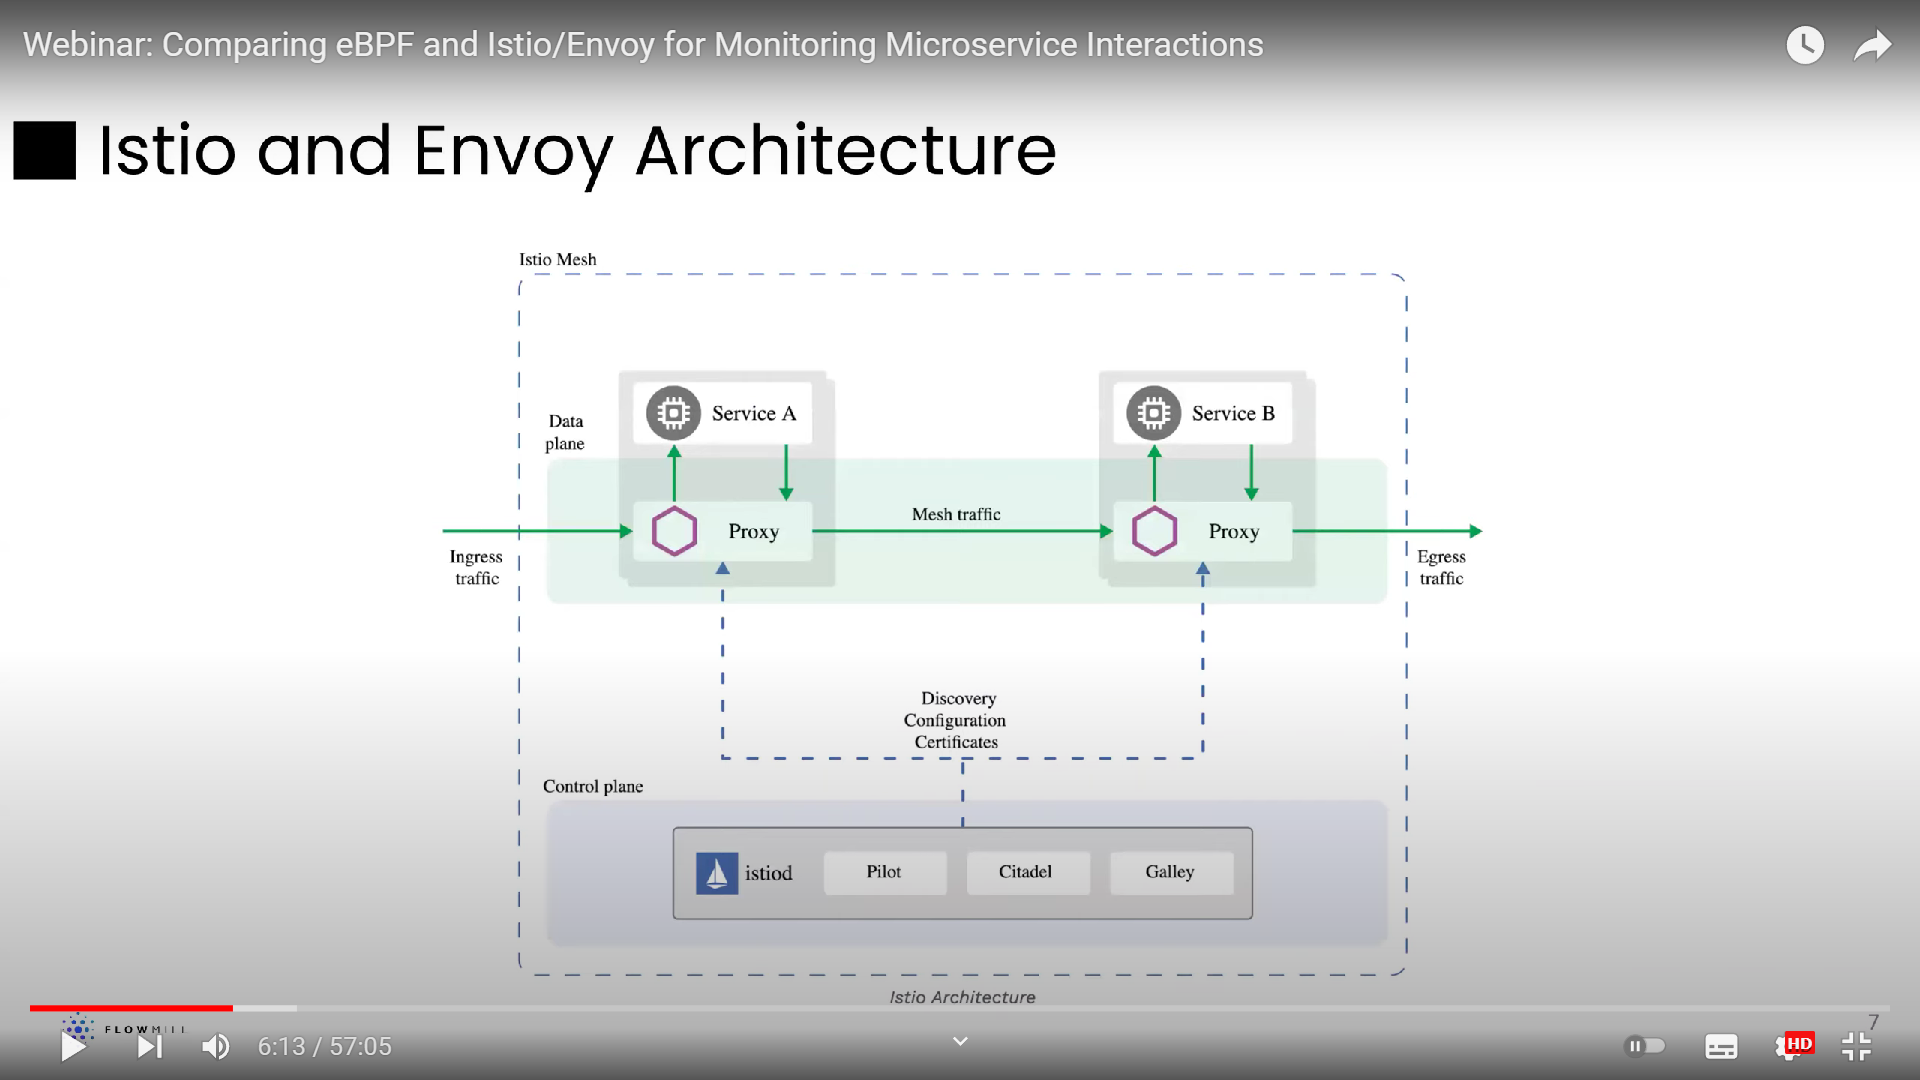 Webinar: Comparing eBPF and Istio/Envoy for Monitoring Microservice Interactions
Istio and Envoy Architecture
Istio Mesh
Data
plane
Service A
Service B
Proxy
Mesh traffic
Proxy
Ingress
traffic
Egress
traffic
Discovery
Configuration
Certificates
Control plane
istiod
Pilot
Citadel
Galley
Istio Architecture
FLOWMILL
7
6:13 / 57:05
HD